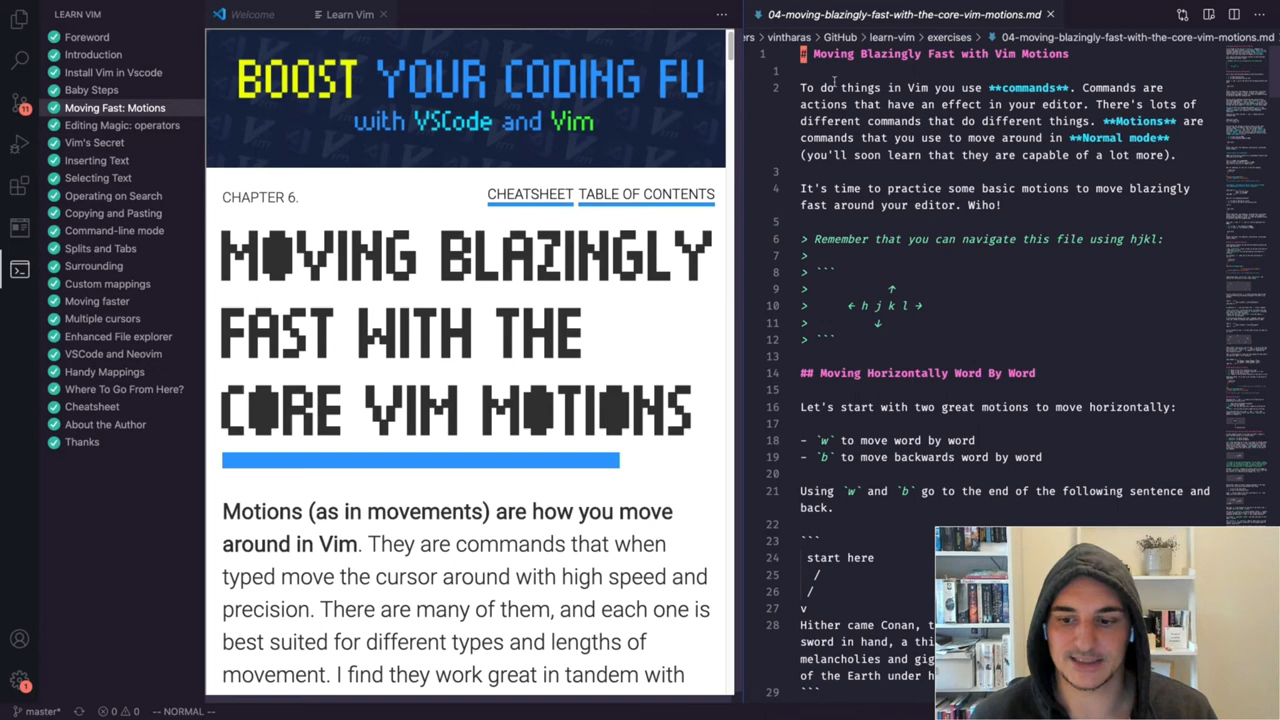 LEARN VIM
Foreword
Introduction
Install Vim in Vscode
Baby Steps
Moving Fast: Motions
Editing Magic: operators
Vim's Secret
Inserting Text
Selecting Text
Operating on Search
Copying and Pasting
Command-line mode
Splits and Tabs
Surrounding
Custom mappings
Moving faster
Multiple cursors
Enhanced File explorer
VSCode and Neovim
Handy Mappings
Where To Go From Here?
Cheatsheet
About the Author
Thanks
11
1
Welcome
Learn Vim
BOOST YOUR CODING FU
with VSCode and Vim
CHAPTER 6.
CHEATSHEET TABLE OF CONTENTS
MOVING BLAZINGLY
FAST WITH THE
CORE VIM MOTIONS
Motions (as in movements) are how you move
around in Vim. They are commands that when
typed move the cursor around with high speed and
precision. There are many of them, and each one is
best suited for different types and lengths of
movement. I find they work great in tandem with
04-moving-blazingly-fast-with-the-core-vim-motions.md
ers > vintharas > GitHub > learn-vim > exercises > 04-moving-blazingly-fast-with-the-core-vim-motions.md
1 # Moving Blazingly Fast with Vim Motions
1
2 To do things in Vim you use **commands**. Commands are
actions that have an effect in your editor. There's lots of
different commands that do different things. **Motions** are
commands that you use to move around in **Normal mode**
(you'll soon learn that they are capable of a lot more).
3
4 It's time to practice some basic motions to move blazingly
fast around your editor. Wiho!
5
6 > Remember that you can navigate this file using hjkl:
7 >
8 > ```
9 > ↑
10 > ← h j k l →
11 > ↓
12 > ```
13
14 ## Moving Horizontally Word By Word
15
16 Let's start with two great motions to move horizontally:
17
18 - `w` to move word by word
19 - `b` to move backwards word by word
20
21 Using `w` and `b` go to the end of the following sentence and
back.
22
23 ```
24 start here
25 /
26 /
27 v
28 Hither came Conan, t
sword in hand, a thi
melancholies and gig
of the Earth under h
29 ```
master* 0 0 -- NORMAL --